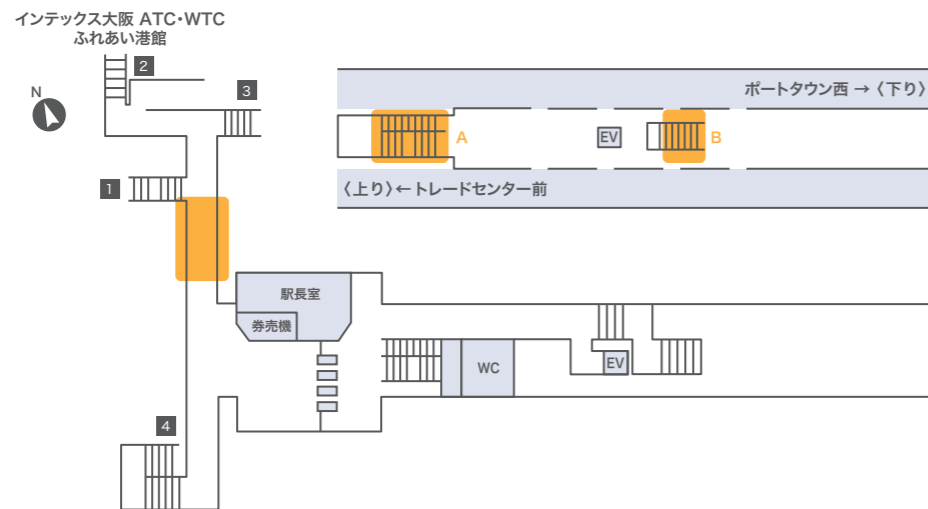 インテックス大阪 ATC・WTC
ふれあい港館
2
N
3
ポートタウン西 → 〈下り〉
A
EV
B
1
〈上り〉← トレードセンター前
駅長室
券売機
WC
EV
4